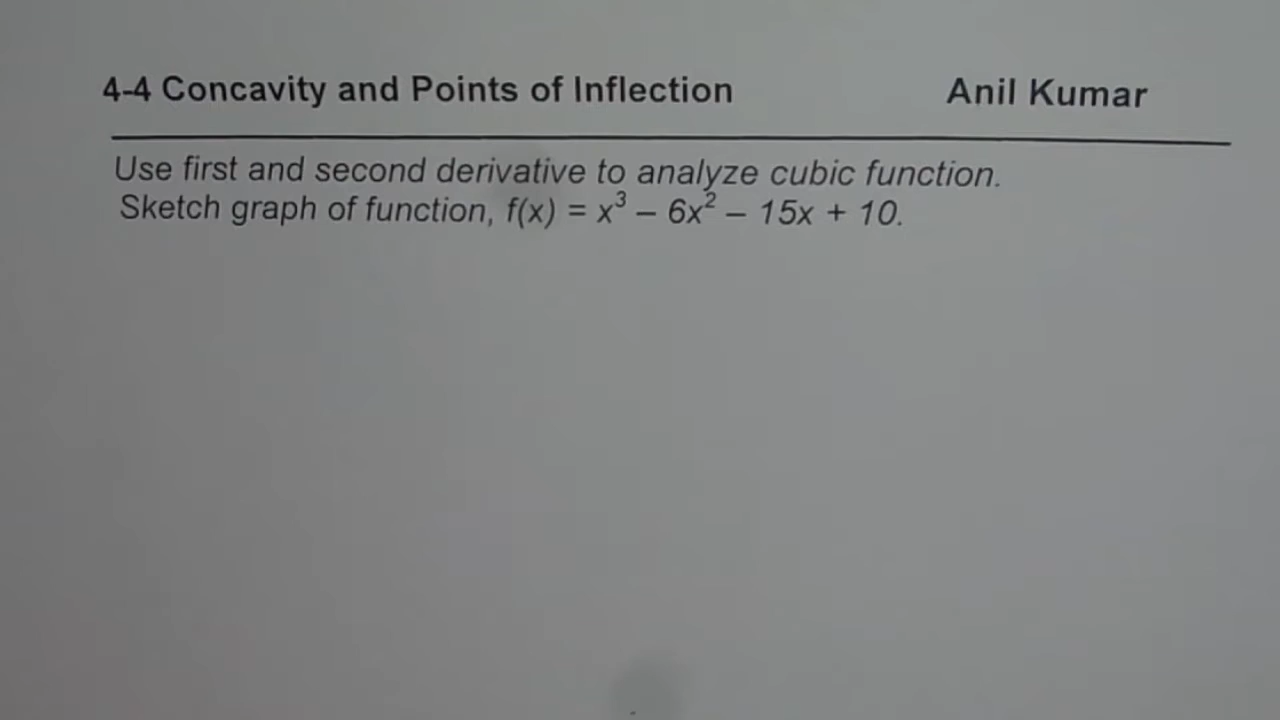 4-4 Concavity and Points of Inflection Anil Kumar
Use first and second derivative to analyze cubic function.
Sketch graph of function, f(x) = x³ – 6x² – 15x + 10.